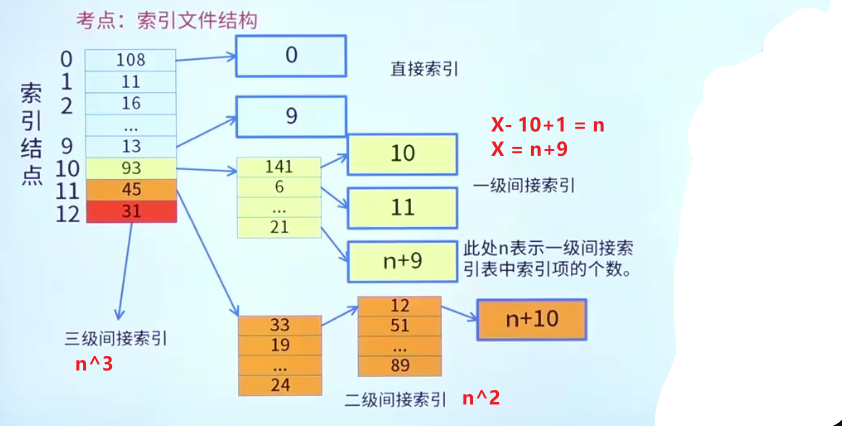 考点：索引文件结构
索引结点
0
1
2
9
10
11
12
108
11
16
...
13
93
45
31
0
9
直接索引
X- 10+1 = n
X = n+9
141
6
...
21
10
11
n+9
一级间接索引
此处n表示一级间接索
引表中索引项的个数。
33
19
...
24
12
51
...
89
n+10
三级间接索引
n^3
二级间接索引 n^2